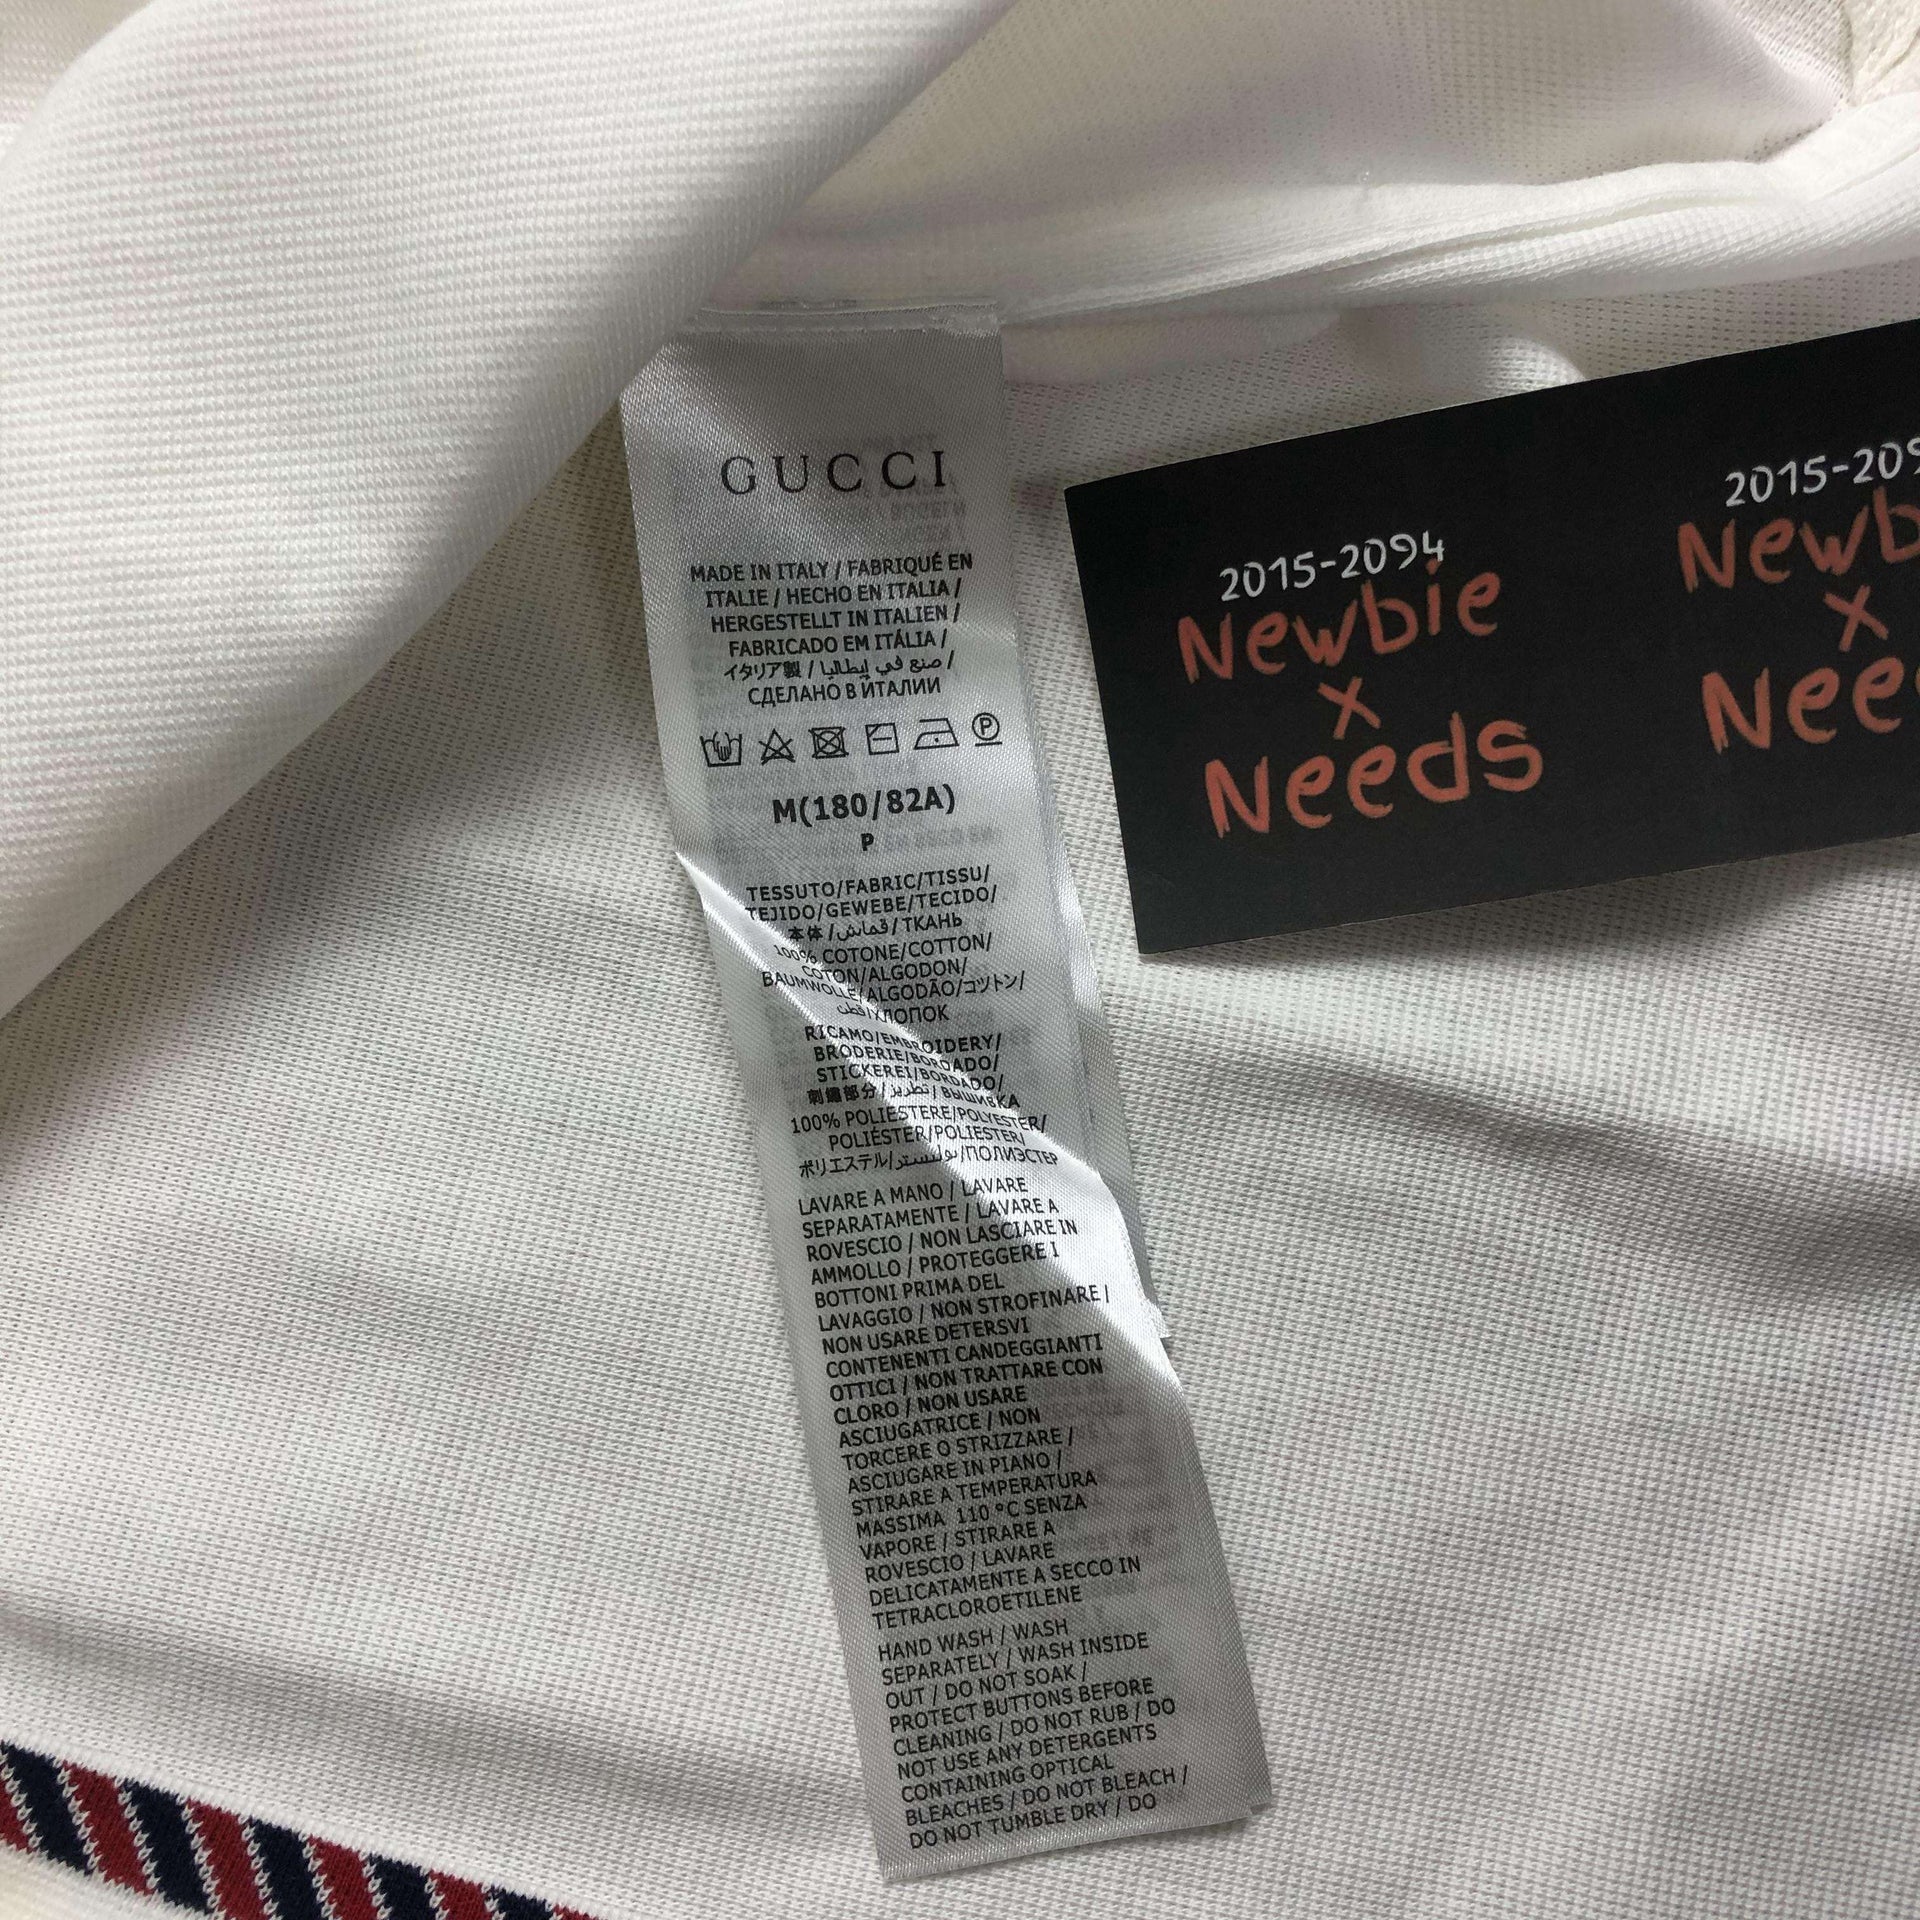 GUCCI
MADE IN ITALY / FABRIQUÉ EN
ITALIE / HECHO EN ITALIA /
HERGESTELLT IN ITALIEN /
FABRICADO EM ITÁLIA /
イタリア製 / صنع في إيطاليا /
СДЕЛАНО В ИТАЛИИ
P
M(180/82A)
P
TESSUTO/FABRIC/TISSU/
TEJIDO/GEWEBE/TECIDO/
本体/قماش/ТКАНЬ
100% COTONE/COTTON/
COTON/ALGODON/
BAUMWOLLE/ALGODÃO/コットン/
قطن/ХЛОПОК
RICAMO/EMBROIDERY/
BRODERIE/BORDADO/
STICKEREI/BORDADO/
刺繍部分/تطريز/ВЫШИВКА
100% POLIESTERE/POLYESTER/
POLIÉSTER/POLIESTER/
ポリエステル/بوليستر/ПОЛИЭСТЕР
LAVARE A MANO / LAVARE
SEPARATAMENTE / LAVARE A
ROVESCIO / NON LASCIARE IN
AMMOLLO / PROTEGGERE I
BOTTONI PRIMA DEL
LAVAGGIO / NON STROFINARE /
NON USARE DETERSVI
CONTENENTI CANDEGGIANTI
OTTICI / NON TRATTARE CON
CLORO / NON USARE
ASCIUGATRICE / NON
TORCERE O STRIZZARE /
ASCIUGARE IN PIANO /
STIRARE A TEMPERATURA
MASSIMA 110 °C SENZA
VAPORE / STIRARE A
ROVESCIO / LAVARE
DELICATAMENTE A SECCO IN
TETRACLOROETILENE
HAND WASH / WASH
SEPARATELY / WASH INSIDE
OUT / DO NOT SOAK /
PROTECT BUTTONS BEFORE
CLEANING / DO NOT RUB / DO
NOT USE ANY DETERGENTS
CONTAINING OPTICAL
BLEACHES / DO NOT BLEACH /
DO NOT TUMBLE DRY / DO
2015-2094
Newbie
x
Needs
2015-209
Newb
x
Nee